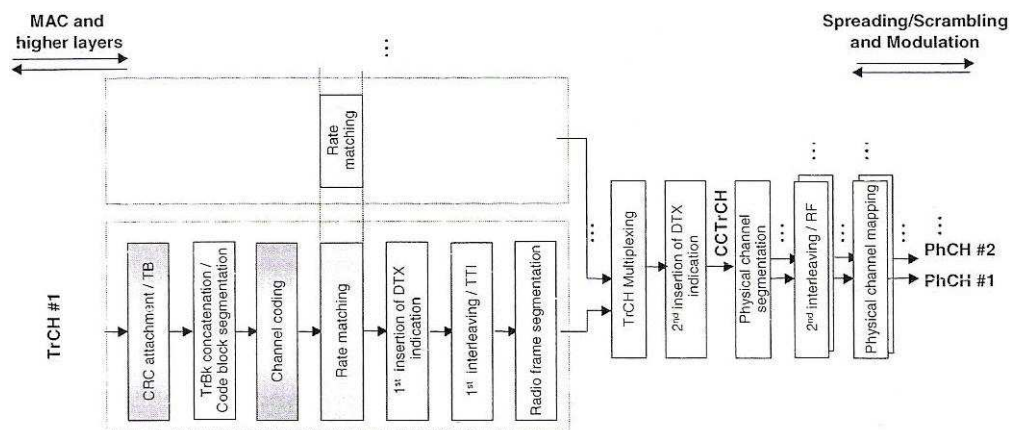 MAC and
higher layers
Spreading/Scrambling
and Modulation
Rate
matching
TrCH #1
CRC attachment / TB
TrBk concatenation /
Code block segmentation
Channel coding
Rate matching
1st insertion of DTX
indication
1st interleaving / TTI
Radio frame segmentation
TrCH Multiplexing
2nd insertion of DTX
indication
CCTrCH
Physical channel
segmentation
2nd interleaving / RF
Physical channel mapping
PhCH #2
PhCH #1